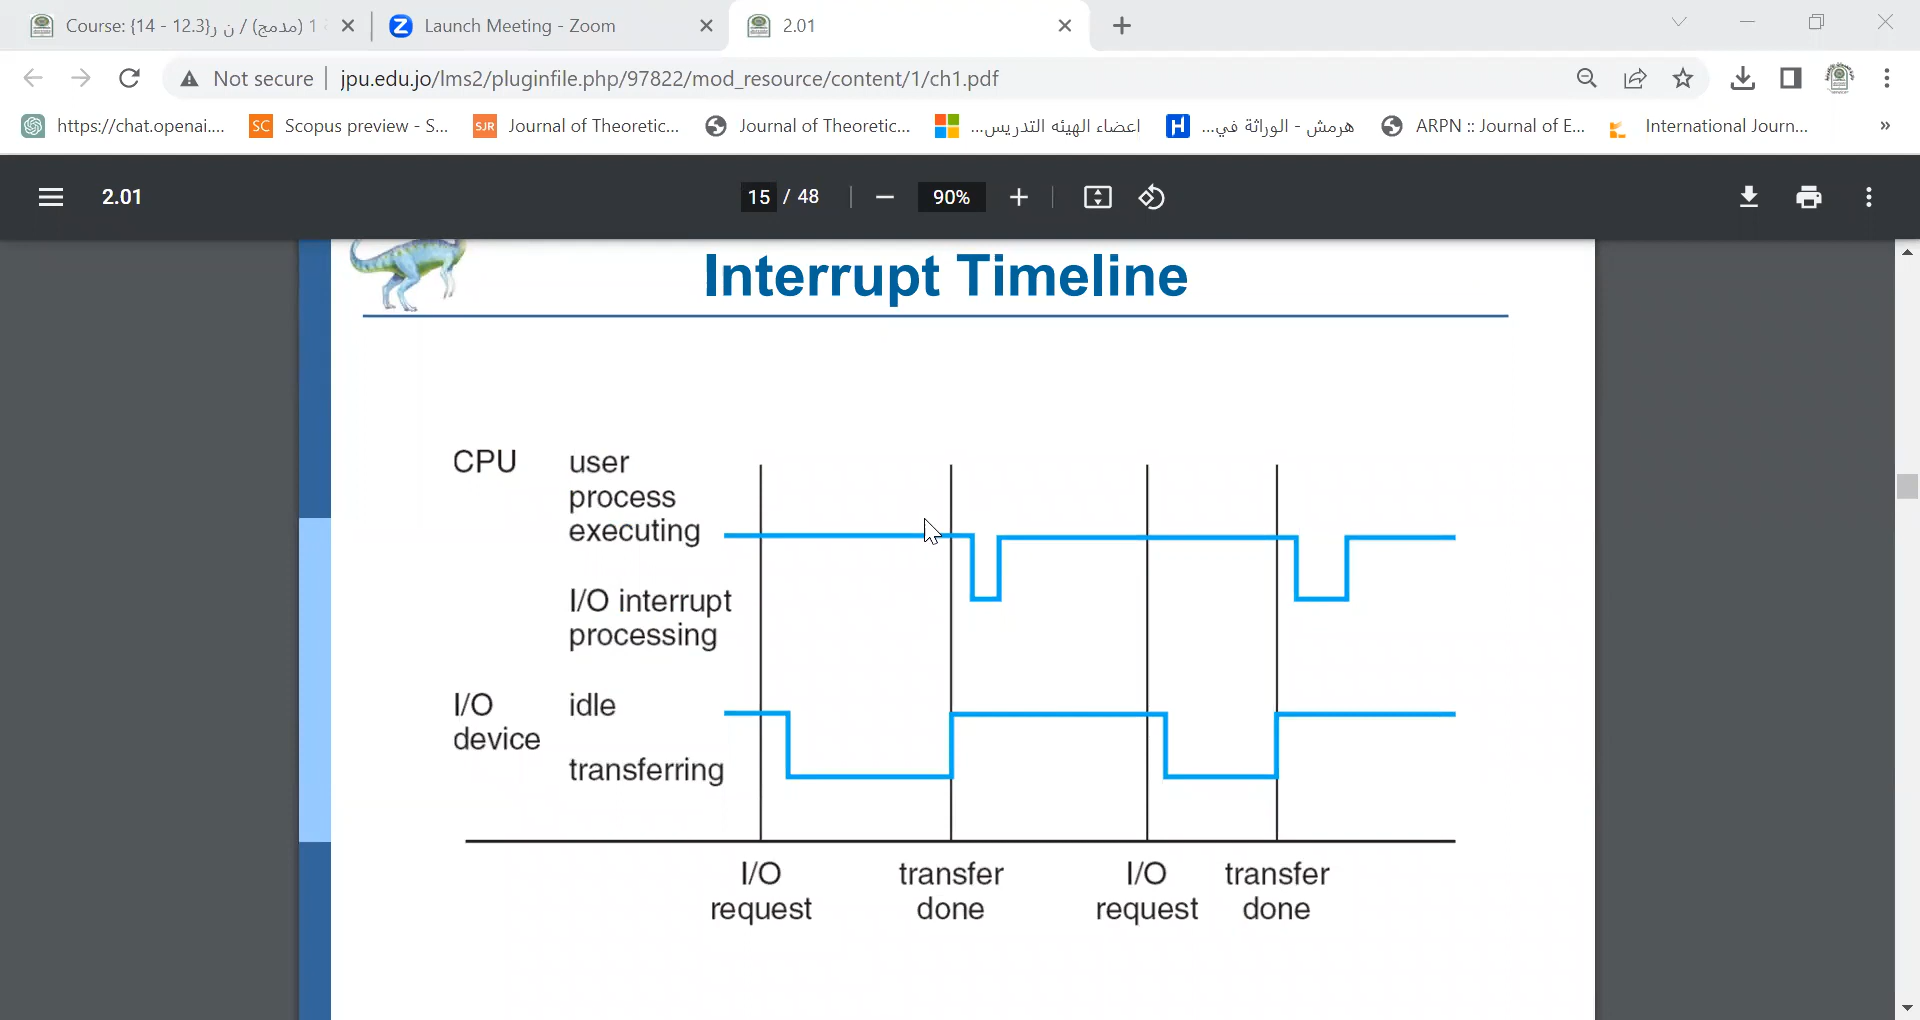 Course: {14 - 12.3} ن ر / (مدمج) 1
Launch Meeting - Zoom
2.01
Not secure
jpu.edu.jo/lms2/pluginfile.php/97822/mod_resource/content/1/ch1.pdf
https://chat.openai....
SC
Scopus preview - S...
SJR
Journal of Theoretic...
Journal of Theoretic...
اعضاء الهيئه التدريس...
H
هرمش - الوراثة في...
ARPN :: Journal of E...
International Journ...
»
2.01
15 / 48
90%
Interrupt Timeline
CPU
user
process
executing
I/O interrupt
processing
I/O
device
idle
transferring
I/O
request
transfer
done
I/O
request
transfer
done